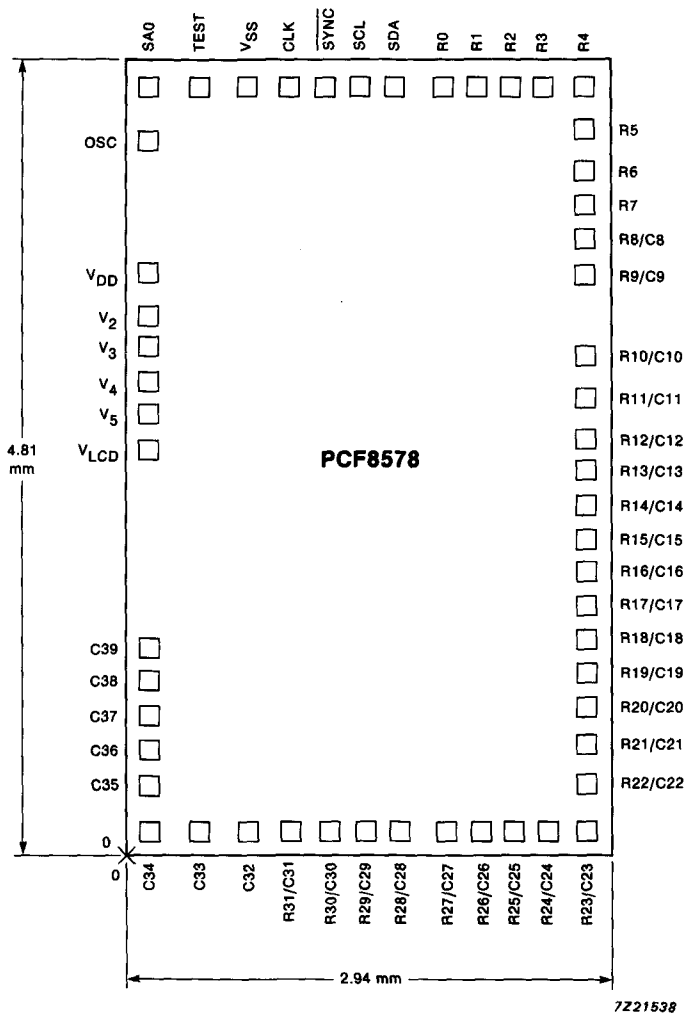 SA0
TEST
VSS
CLK
SYNC
SCL
SDA
R0
R1
R2
R3
R4
OSC
VDD
V2
V3
V4
V5
VLCD
4.81
mm
C39
C38
C37
C36
C35
0
0
PCF8578
R5
R6
R7
R8/C8
R9/C9
R10/C10
R11/C11
R12/C12
R13/C13
R14/C14
R15/C15
R16/C16
R17/C17
R18/C18
R19/C19
R20/C20
R21/C21
R22/C22
C34
C33
C32
R31/C31
R30/C30
R29/C29
R28/C28
R27/C27
R26/C26
R25/C25
R24/C24
R23/C23
2.94 mm
7Z21538